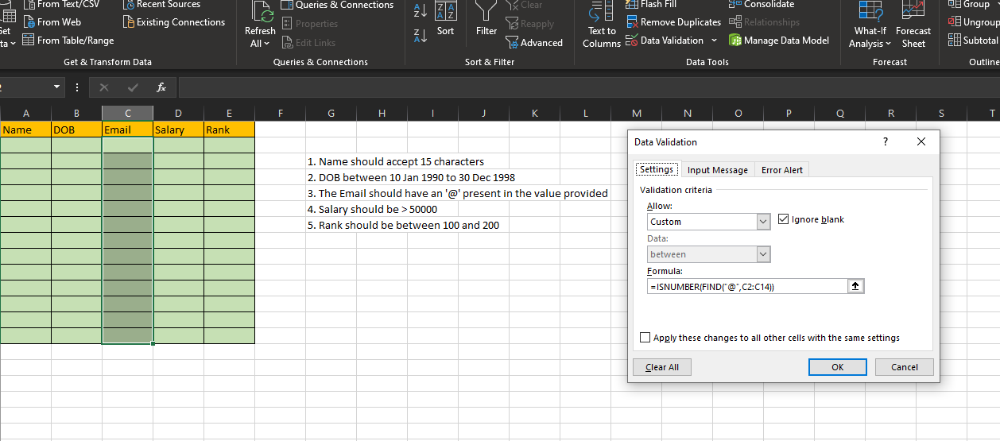 From Text/CSV
Recent Sources
Queries & Connections
Clear
Flash Fill
Consolidate
Group
Get
From Web
Existing Connections
Refresh
Properties
Sort
Filter
Reapply
Text to
Remove Duplicates
Relationships
What-If
Forecast
Ungroup
ta
From Table/Range
All
Edit Links
Advanced
Columns
Data Validation
Manage Data Model
Analysis
Sheet
Subtotal
Get & Transform Data
Queries & Connections
Sort & Filter
Data Tools
Forecast
Outline
fx
A B C D E F G H I J K L M N O P Q R S T
Name DOB Email Salary Rank
1. Name should accept 15 characters
2. DOB between 10 Jan 1990 to 30 Dec 1998
3. The Email should have an '@' present in the value provided
4. Salary should be > 50000
5. Rank should be between 100 and 200
Data Validation ?
Settings Input Message Error Alert
Validation criteria
Allow:
Custom
Ignore blank
Data:
between
Formula:
=ISNUMBER(FIND("@",C2:C14))
Apply these changes to all other cells with the same settings
Clear All OK Cancel